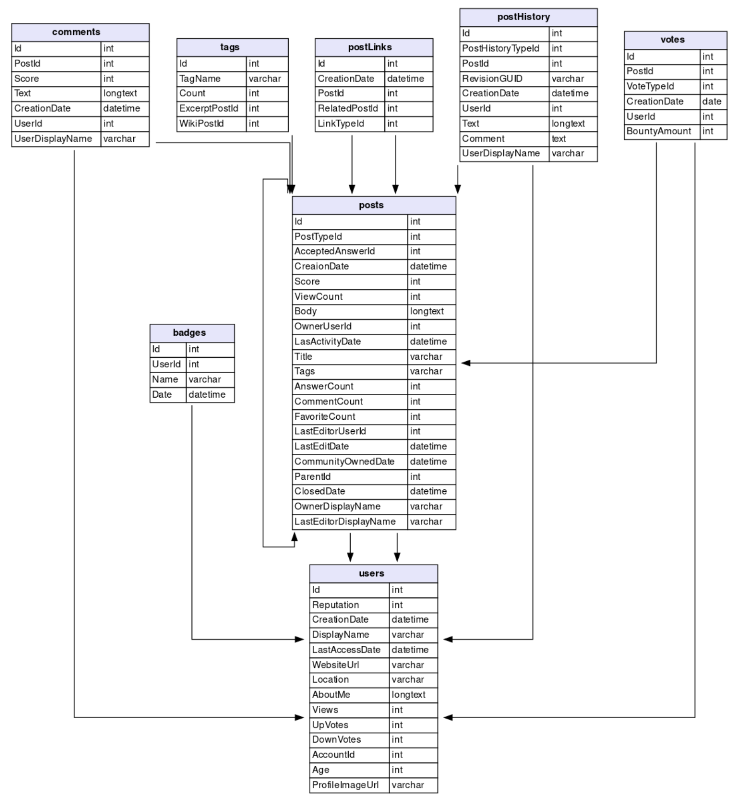 comments
Id int
PostId int
Score int
Text longtext
CreationDate datetime
UserId int
UserDisplayName varchar
tags
Id int
TagName varchar
Count int
ExcerptPostId int
WikiPostId int
postLinks
Id int
CreationDate datetime
PostId int
RelatedPostId int
LinkTypeId int
postHistory
Id int
PostHistoryTypeId int
PostId int
RevisionGUID varchar
CreationDate datetime
UserId int
Text longtext
Comment text
UserDisplayName varchar
votes
Id int
PostId int
VoteTypeId int
CreationDate date
UserId int
BountyAmount int
posts
Id int
PostTypeId int
AcceptedAnswerId int
CreaionDate datetime
Score int
ViewCount int
Body longtext
OwnerUserId int
LasActivityDate datetime
Title varchar
Tags varchar
AnswerCount int
CommentCount int
FavoriteCount int
LastEditorUserId int
LastEditDate datetime
CommunityOwnedDate datetime
ParentId int
ClosedDate datetime
OwnerDisplayName varchar
LastEditorDisplayName varchar
badges
Id int
UserId int
Name varchar
Date datetime
users
Id int
Reputation int
CreationDate datetime
DisplayName varchar
LastAccessDate datetime
WebsiteUrl varchar
Location varchar
AboutMe longtext
Views int
UpVotes int
DownVotes int
AccountId int
Age int
ProfileImageUrl varchar